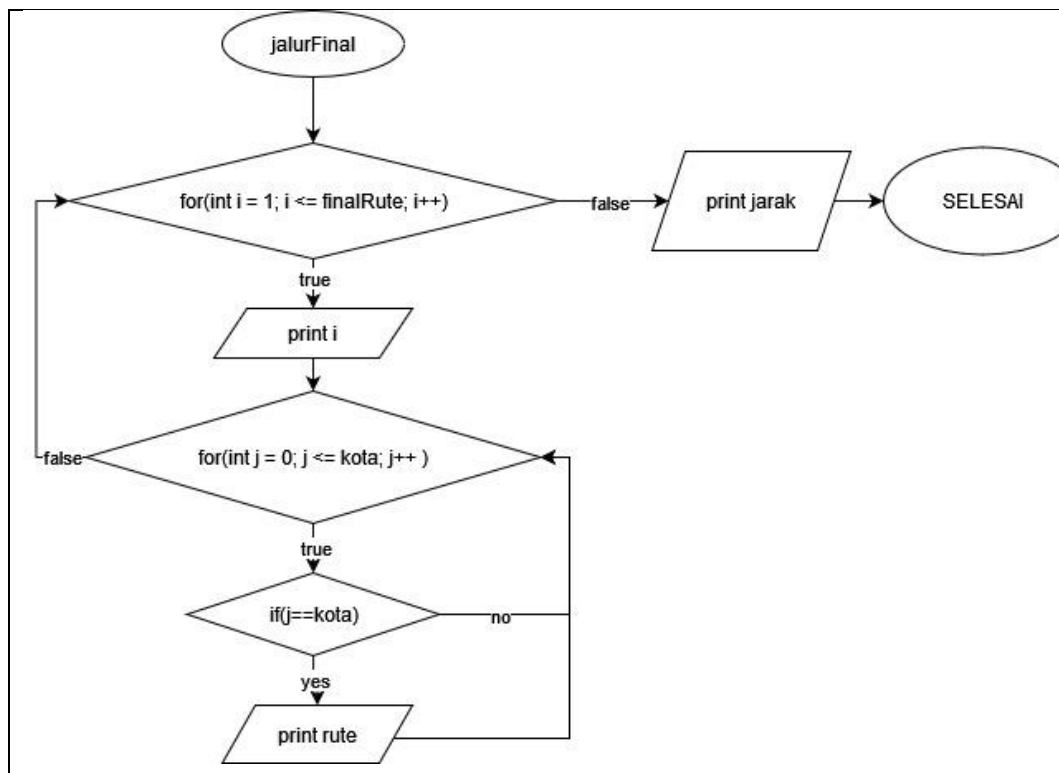 jalurFinal
for(int i = 1; i <= finalRute; i++)
false
print jarak
SELESAI
true
print i
for(int j = 0; j <= kota; j++ )
false
true
if(j==kota)
no
yes
print rute